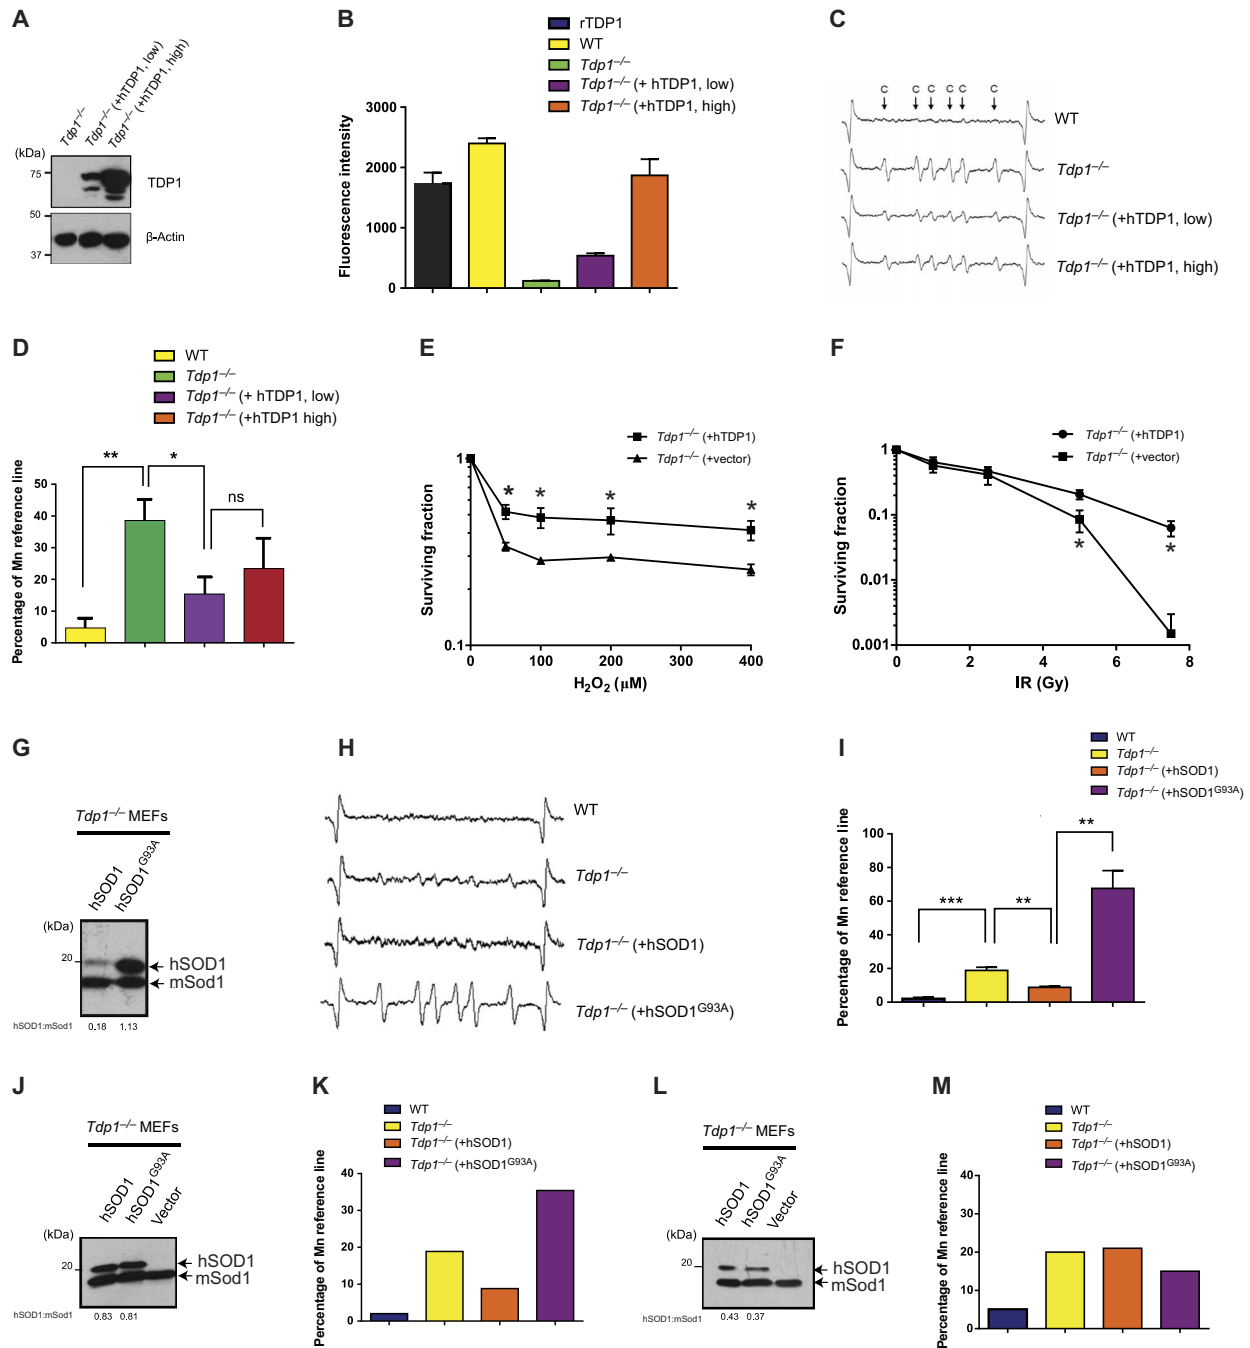 A
Tdp1–/–
Tdp1–/– (+hTDP1, low)
Tdp1–/– (+hTDP1, high)
(kDa)
75
TDP1
50
β-Actin
37
B
rTDP1
WT
Tdp1–/–
Tdp1–/– (+ hTDP1, low)
Tdp1–/– (+hTDP1, high)
Fluorescence intensity
3000
2000
1000
0
C
C C C C C C
WT
Tdp1–/–
Tdp1–/– (+hTDP1, low)
Tdp1–/– (+hTDP1, high)
D
WT
Tdp1–/–
Tdp1–/– (+ hTDP1, low)
Tdp1–/– (+hTDP1 high)
Percentage of Mn reference line
50
40
30
20
10
0
** * ns
E
Tdp1–/– (+hTDP1)
Tdp1–/– (+vector)
Surviving fraction
1
0.1
* * * *
0 100 200 300 400
H2O2 (μM)
F
Tdp1–/– (+hTDP1)
Tdp1–/– (+vector)
Surviving fraction
1
0.1
0.01
0.001
* *
0 2 4 6 8
IR (Gy)
G
Tdp1–/– MEFs
hSOD1
hSOD1G93A
(kDa)
20
hSOD1
mSod1
hSOD1:mSod1 0.18 1.13
H
WT
Tdp1–/–
Tdp1–/– (+hSOD1)
Tdp1–/– (+hSOD1G93A)
I
WT
Tdp1–/–
Tdp1–/– (+hSOD1)
Tdp1–/– (+hSOD1G93A)
Percentage of Mn reference line
100
80
60
40
20
0
*** ** **
J
Tdp1–/– MEFs
hSOD1
hSOD1G93A
Vector
(kDa)
20
hSOD1
mSod1
hSOD1:mSod1 0.83 0.81
K
WT
Tdp1–/–
Tdp1–/– (+hSOD1)
Tdp1–/– (+hSOD1G93A)
Percentage of Mn reference line
40
30
20
10
0
L
Tdp1–/– MEFs
hSOD1
hSOD1G93A
Vector
(kDa)
20
hSOD1
mSod1
hSOD1:mSod1 0.43 0.37
M
WT
Tdp1–/–
Tdp1–/– (+hSOD1)
Tdp1–/– (+hSOD1G93A)
Percentage of Mn reference line
40
30
20
10
0